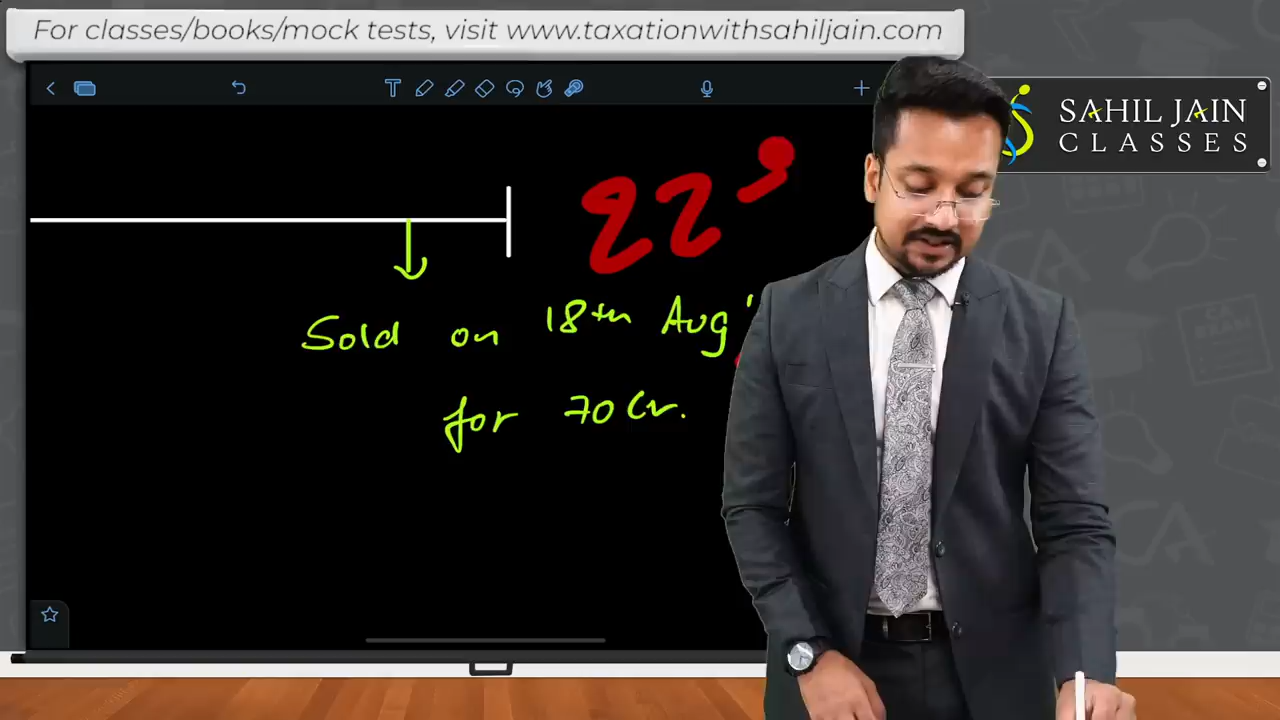 For classes/books/mock tests, visit www.taxationwithsahiljain.com
SAHIL JAIN
CLASSES
22
Sold on 18th Aug'
for 70 Cr.